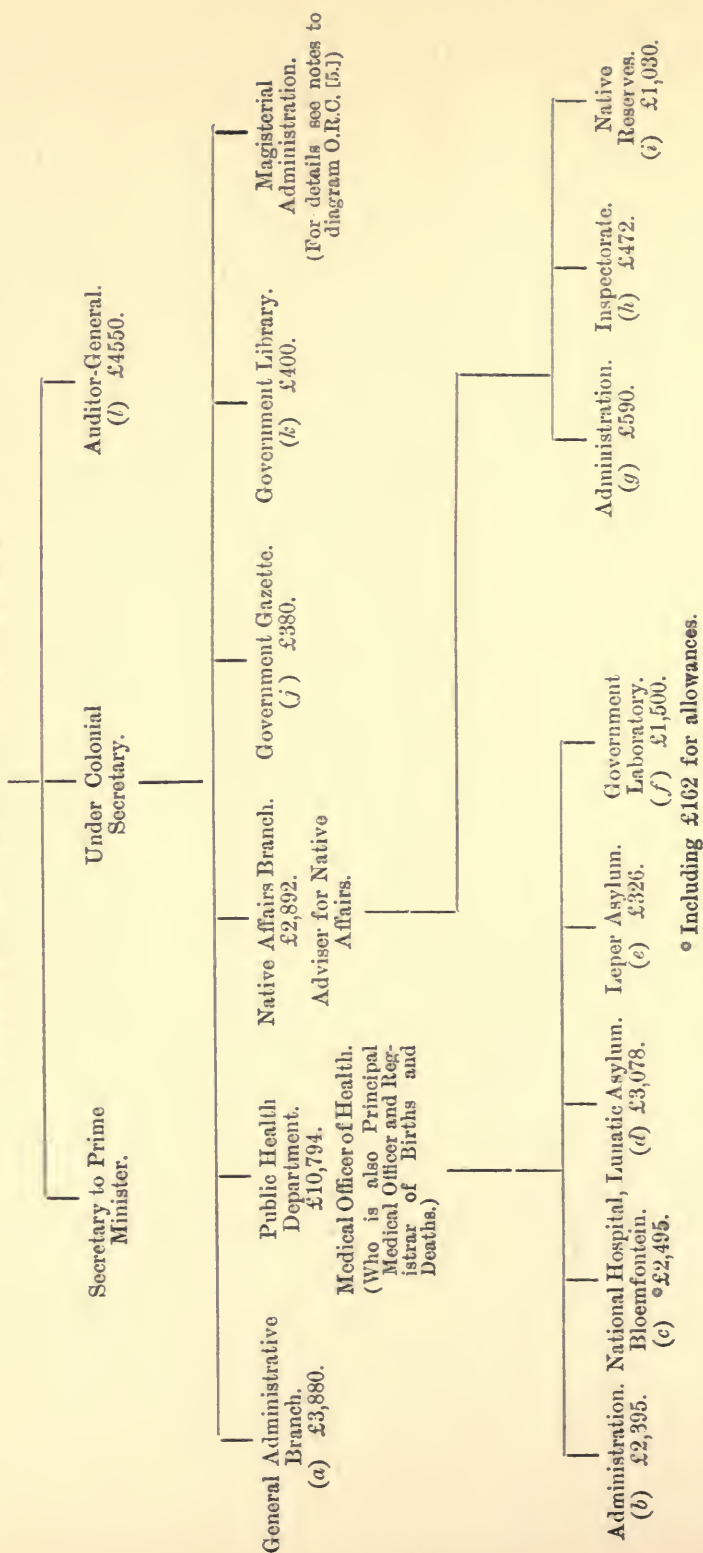 Secretary to Prime
Minister.
Under Colonial
Secretary.
Auditor-General.
(l) £4550.
General Administrative
Branch.
(a) £3,880.
Public Health
Department.
£10,794.
Medical Officer of Health.
(Who is also Principal
Medical Officer and Reg-
istrar of Births and
Deaths.)
Native Affairs Branch.
£2,892.
Adviser for Native
Affairs.
Government Gazette.
(j) £380.
Government Library.
(k) £400.
Magisterial
Administration.
(For details see notes to
diagram O.R.C. [5.])
Administration.
(b) £2,395.
National Hospital,
Bloemfontein.
(c) °£2,495.
Lunatic Asylum.
(d) £3,078.
Leper Asylum.
(e) £326.
Government
Laboratory.
(f) £1,500.
Administration.
(g) £590.
Inspectorate.
(h) £472.
Native
Reserves.
(i) £1,030.
° Including £162 for allowances.